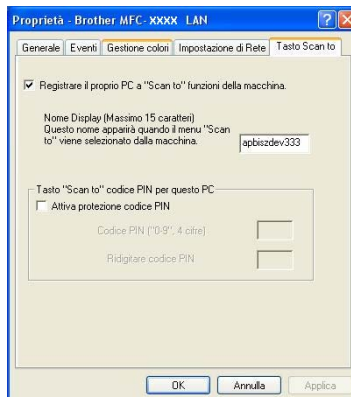 Proprietà - Brother MFC-XXXX LAN
Generale Eventi Gestione colori Impostazione di Rete Tasto Scan to
Registrare il proprio PC a "Scan to" funzioni della macchina.
Nome Display (Massimo 15 caratteri)
Questo nome apparirà quando il menu "Scan
to" viene selezionato dalla macchina.
apbiszdev333
Tasto "Scan to" codice PIN per questo PC
Attiva protezione codice PIN
Codice PIN ("0-9", 4 cifre)
Ridigitare codice PIN
OK Annulla Applica